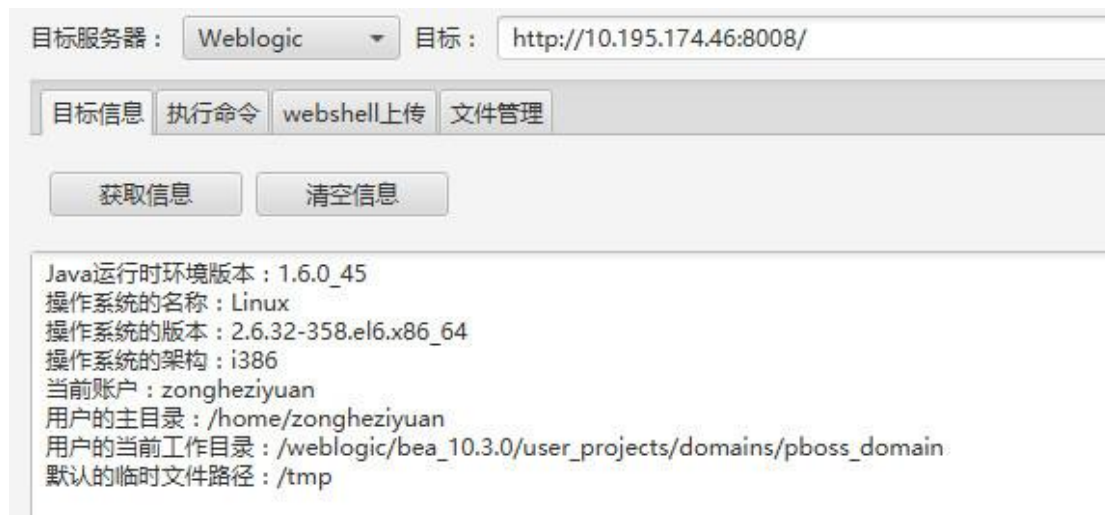 目标服务器： Weblogic 目标： http://10.195.174.46:8008/
目标信息 执行命令 webshell上传 文件管理
获取信息 清空信息
Java运行时环境版本：1.6.0_45
操作系统的名称：Linux
操作系统的版本：2.6.32-358.el6.x86_64
操作系统的架构：i386
当前账户：zongheziyuan
用户的主目录：/home/zongheziyuan
用户的当前工作目录：/weblogic/bea_10.3.0/user_projects/domains/pboss_domain
默认的临时文件路径：/tmp